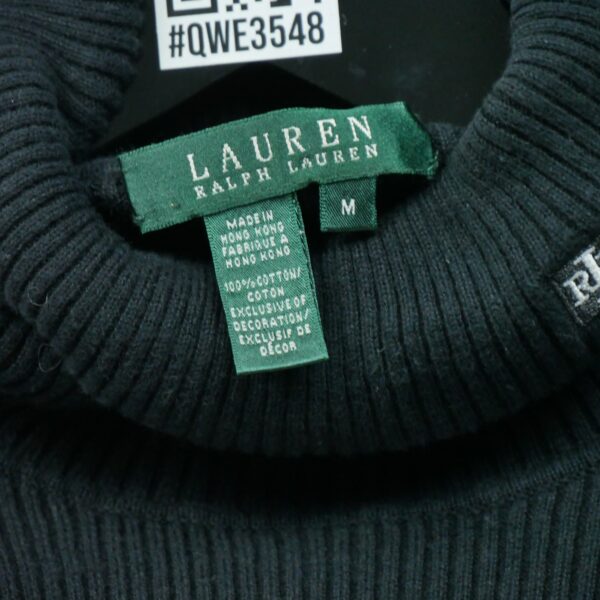 #QWE3548
LAUREN
RALPH LAUREN
M
MADE IN
HONG KONG
FABRIQUE A
HONG KONG
100% COTTON/
COTON
EXCLUSIVE OF
DECORATION/
EXCLUSIF DE
DÉCOR